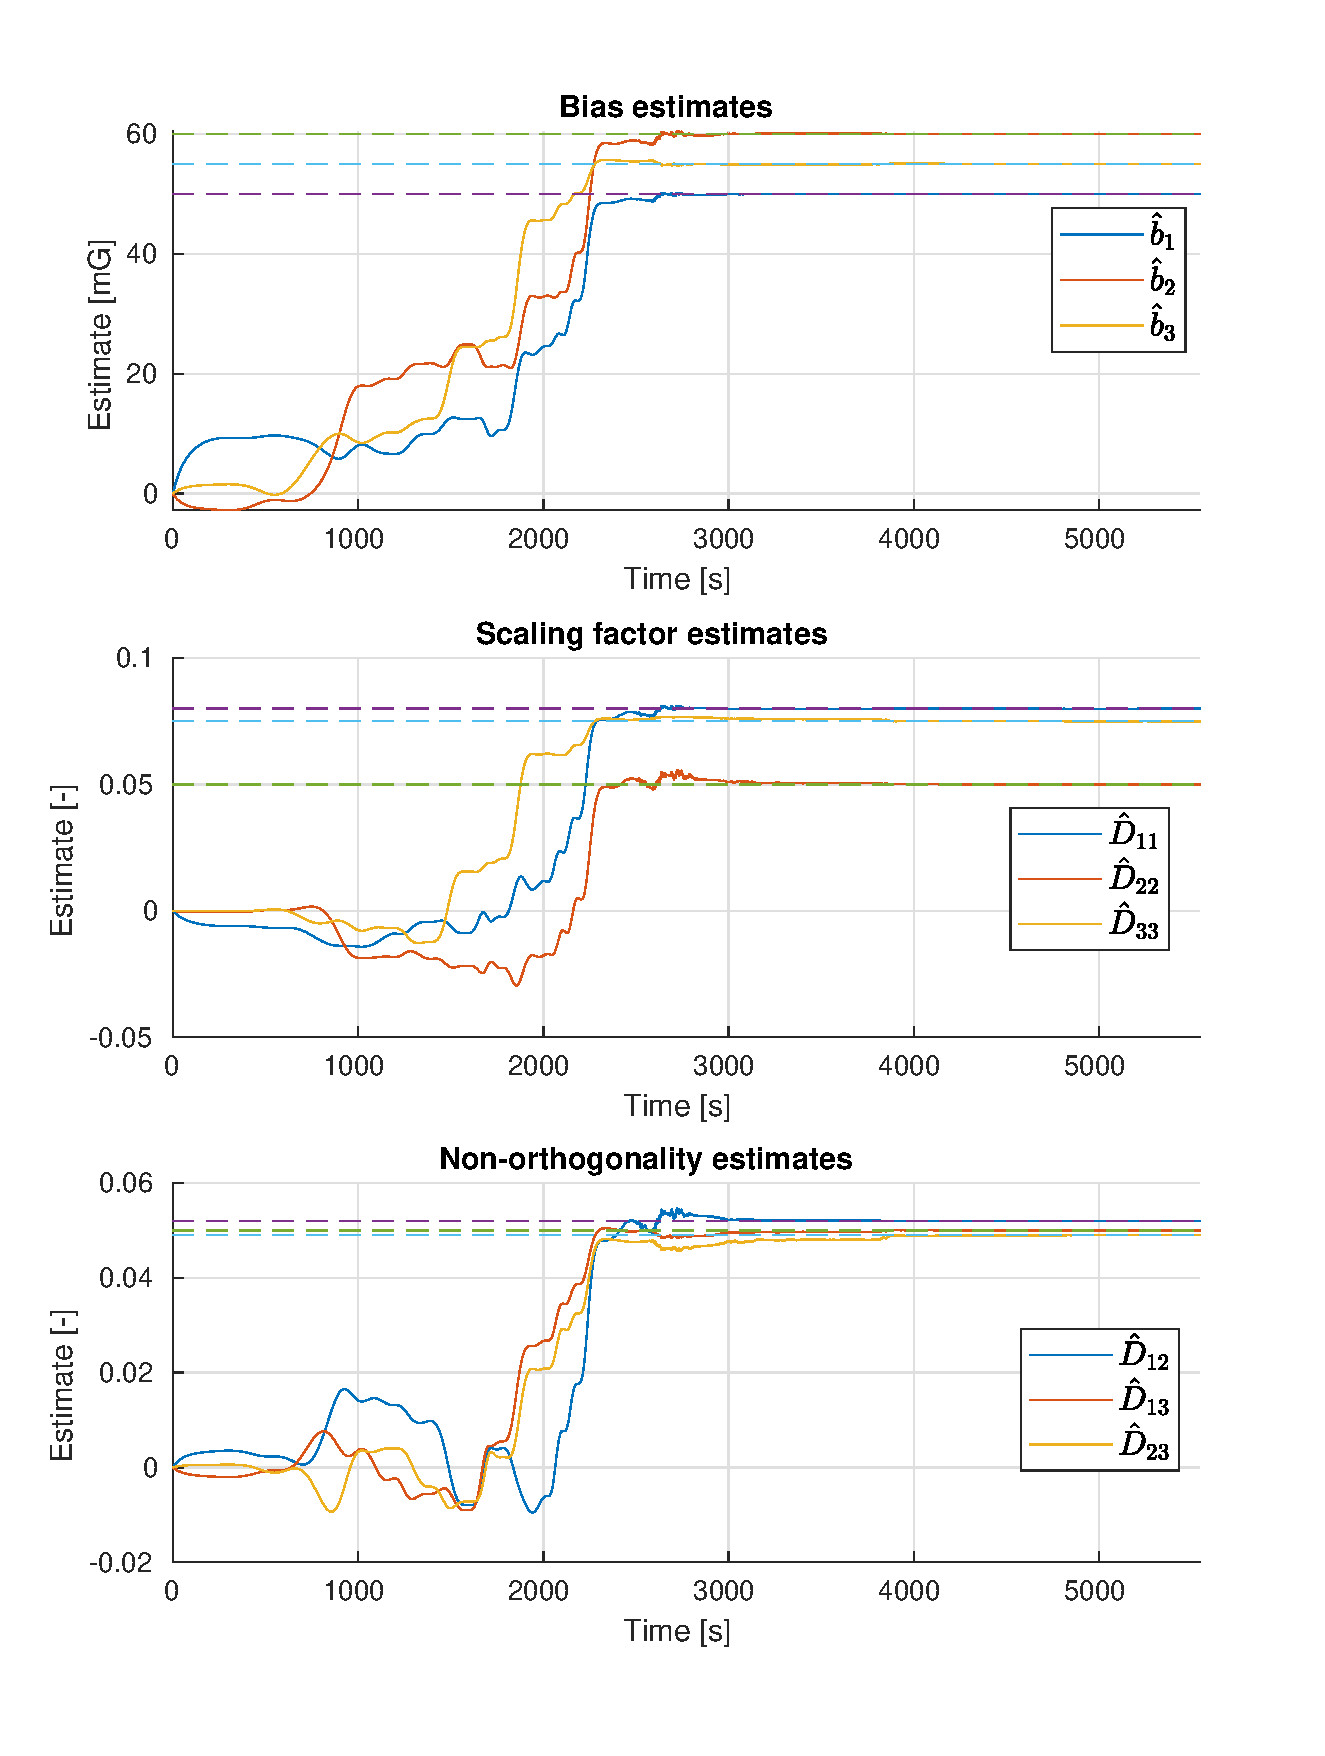 Bias estimates
60
40
20
0
Estimate [mG]
b̂₁
b̂₂
b̂₃
0 1000 2000 3000 4000 5000
Time [s]
Scaling factor estimates
0.1
0.05
0
-0.05
Estimate [-]
D̂₁₁
D̂₂₂
D̂₃₃
0 1000 2000 3000 4000 5000
Time [s]
Non-orthogonality estimates
0.06
0.04
0.02
0
-0.02
Estimate [-]
D̂₁₂
D̂₁₃
D̂₂₃
0 1000 2000 3000 4000 5000
Time [s]